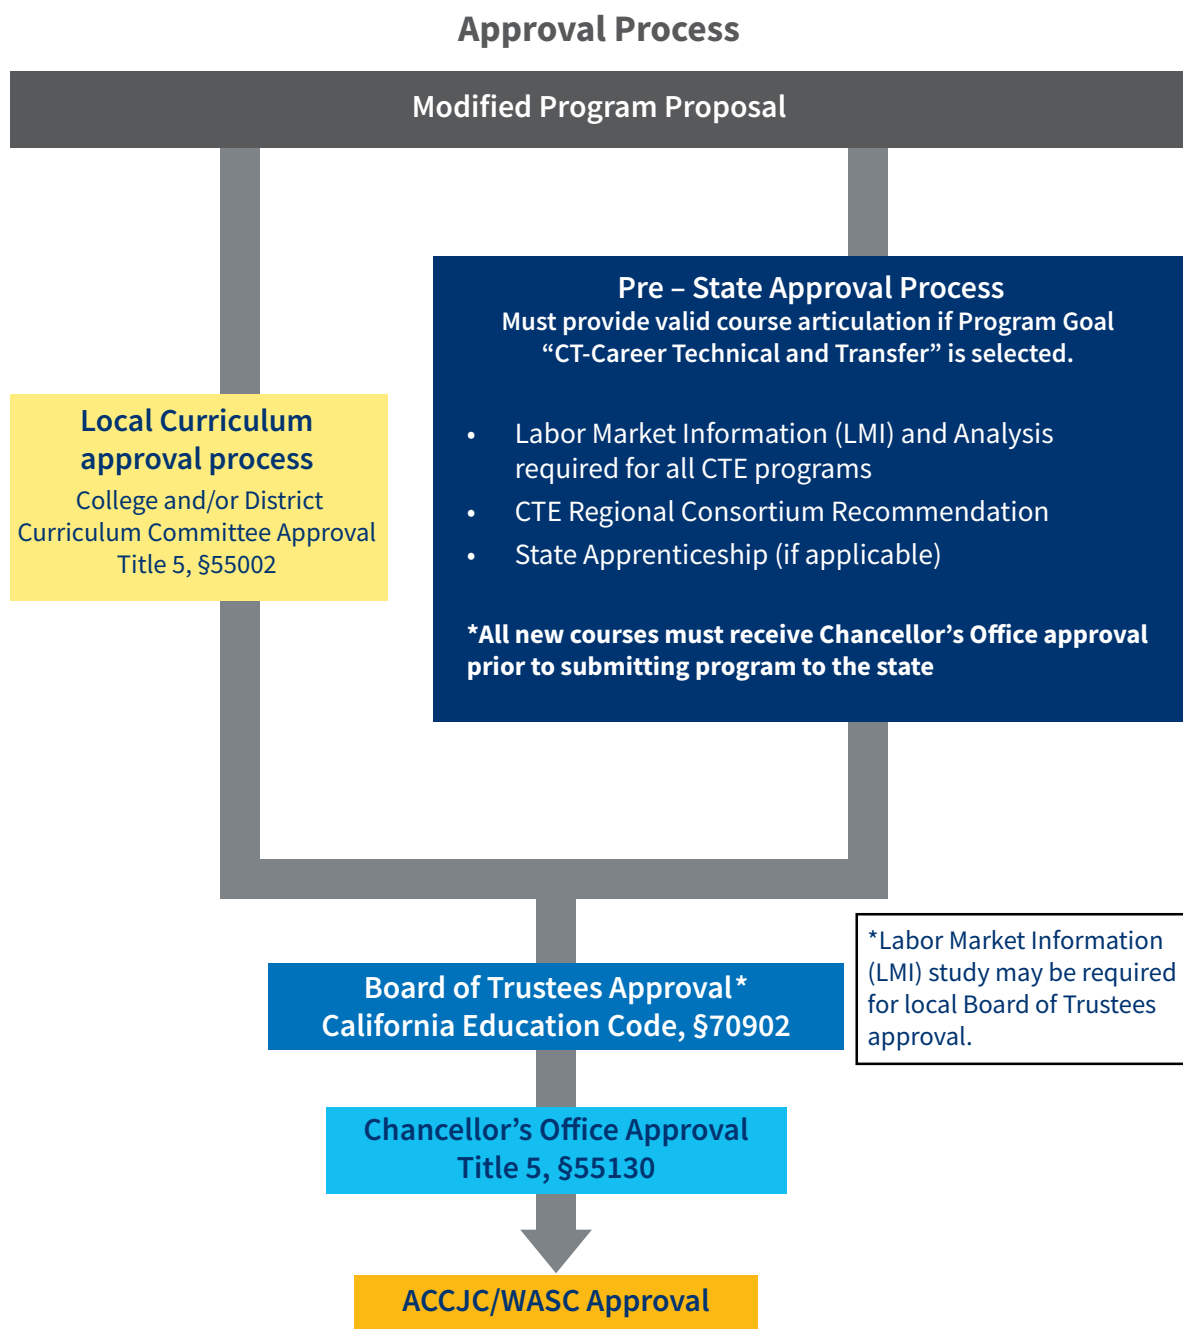 Approval Process
Modified Program Proposal
Pre – State Approval Process
Must provide valid course articulation if Program Goal
“CT-Career Technical and Transfer” is selected.
• Labor Market Information (LMI) and Analysis
required for all CTE programs
• CTE Regional Consortium Recommendation
• State Apprenticeship (if applicable)
*All new courses must receive Chancellor’s Office approval
prior to submitting program to the state
Local Curriculum
approval process
College and/or District
Curriculum Committee Approval
Title 5, §55002
*Labor Market Information
(LMI) study may be required
for local Board of Trustees
approval.
Board of Trustees Approval*
California Education Code, §70902
Chancellor’s Office Approval
Title 5, §55130
ACCJC/WASC Approval